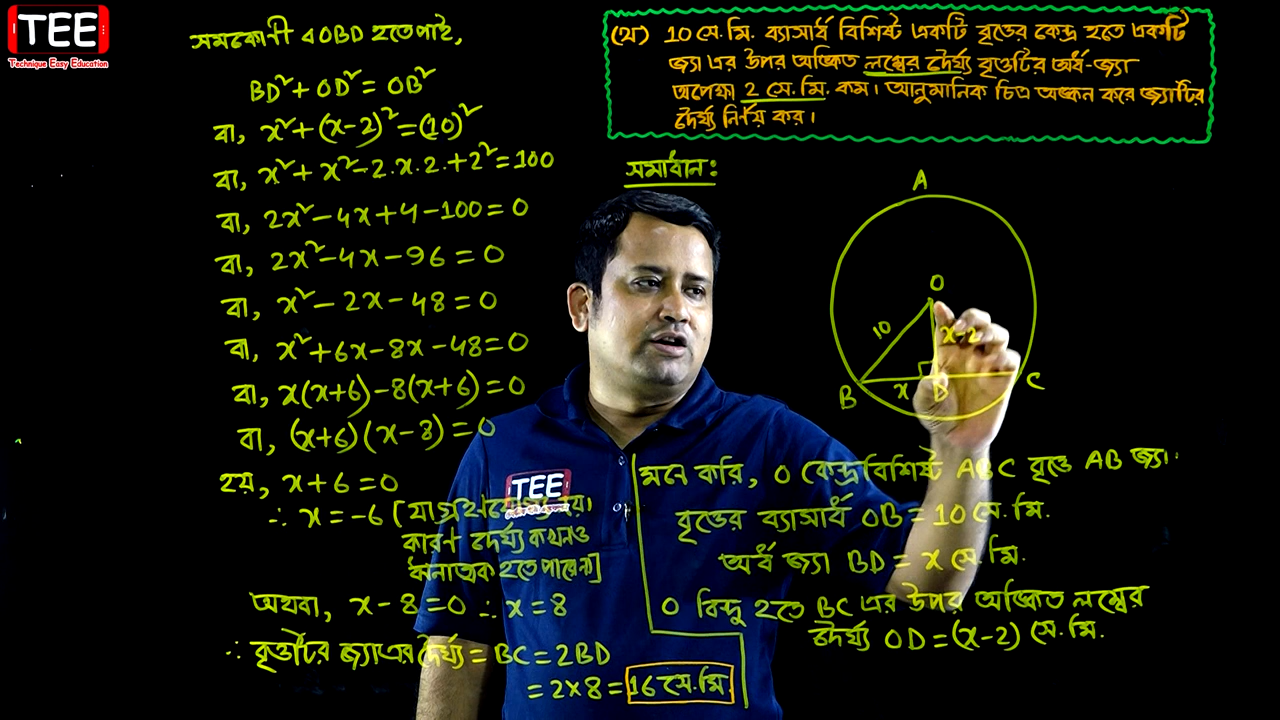 TEE
Technique Easy Education
(থ) 10 সে.মি. ব্যাসার্ধ বিশিষ্ট একটি বৃত্তের কেন্দ্র হতে একটি
জ্যা এর উপর অঙ্কিত লম্বের দৈর্ঘ্য বৃত্তটির অর্ধ-জ্যা
অপেক্ষা 2 সে.মি. কম। আনুমানিক চিত্র অঙ্কন করে জ্যাটির
দৈর্ঘ্য নির্ণয় কর।
সমাধান:
সমকোণী ΔOBD হতে পাই,
BD² + OD² = OB²
বা, x² + (x-2)² = (10)²
বা, x² + x² - 2.x.2. + 2² = 100
বা, 2x² - 4x + 4 - 100 = 0
বা, 2x² - 4x - 96 = 0
বা, x² - 2x - 48 = 0
বা, x² + 6x - 8x - 48 = 0
বা, x(x+6) - 8(x+6) = 0
বা, (x+6)(x-8) = 0
হয়, x + 6 = 0
∴ x = -6 [যা গ্রহণযোগ্য নয়।
কারণ দৈর্ঘ্য কখনও
ঋনাত্মক হতে পারে না]
অথবা, x - 8 = 0 ∴ x = 8
∴ বৃত্তটির জ্যা এর দৈর্ঘ্য = BC = 2BD
= 2×8 = 16 সে.মি.
A
O
10
x-2
B
x
D
C
মনে করি, O কেন্দ্রবিশিষ্ট ABC বৃত্তে AB জ্যা।
বৃত্তের ব্যাসার্ধ OB = 10 সে.মি.
অর্ধ জ্যা BD = x সে.মি.
O বিন্দু হতে BC এর উপর অঙ্কিত লম্বের
দৈর্ঘ্য OD = (x-2) সে.মি.
TEE